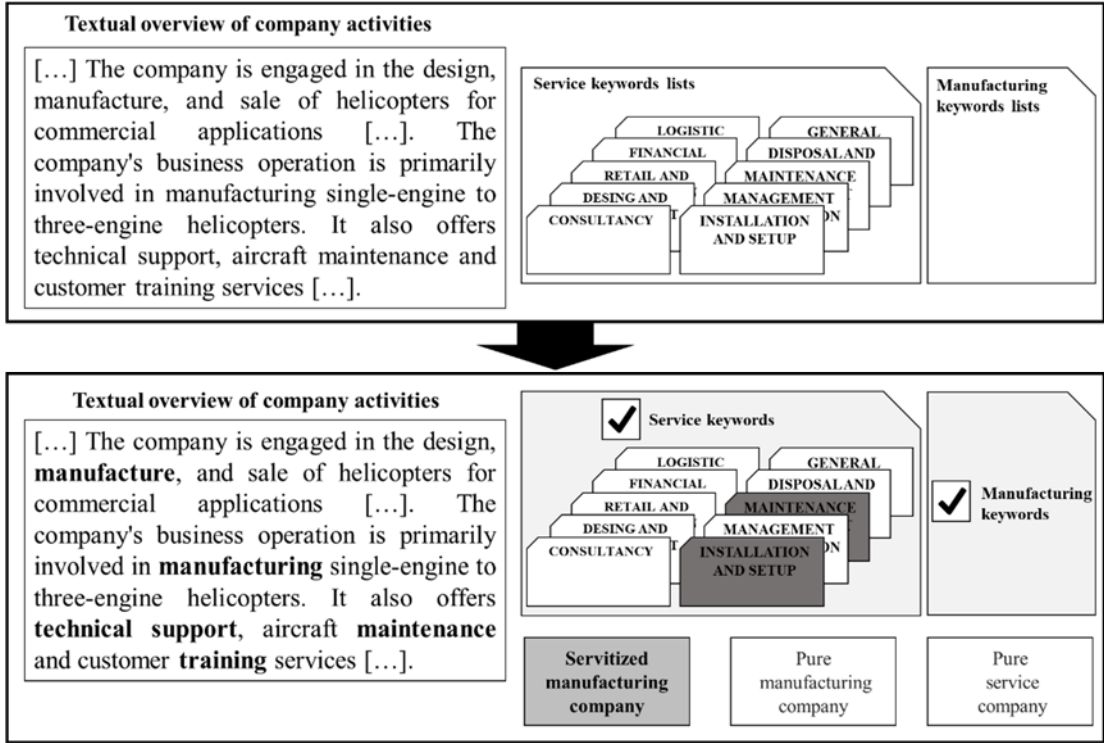 Textual overview of company activities
[…] The company is engaged in the design,
manufacture, and sale of helicopters for
commercial applications […]. The
company's business operation is primarily
involved in manufacturing single-engine to
three-engine helicopters. It also offers
technical support, aircraft maintenance and
customer training services […].
Service keywords lists
LOGISTIC
FINANCIAL
RETAIL AND
DESING AND
CONSULTANCY
GENERAL
DISPOSAL AND
MAINTENANCE
MANAGEMENT
INSTALLATION
AND SETUP
Manufacturing
keywords lists
Textual overview of company activities
[…] The company is engaged in the design,
manufacture, and sale of helicopters for
commercial applications […]. The
company's business operation is primarily
involved in manufacturing single-engine to
three-engine helicopters. It also offers
technical support, aircraft maintenance
and customer training services […].
Service keywords
LOGISTIC
FINANCIAL
RETAIL AND
DESING AND
CONSULTANCY
GENERAL
DISPOSAL AND
MAINTENANCE
MANAGEMENT
INSTALLATION
AND SETUP
Manufacturing
keywords
Servitized
manufacturing
company
Pure
manufacturing
company
Pure
service
company